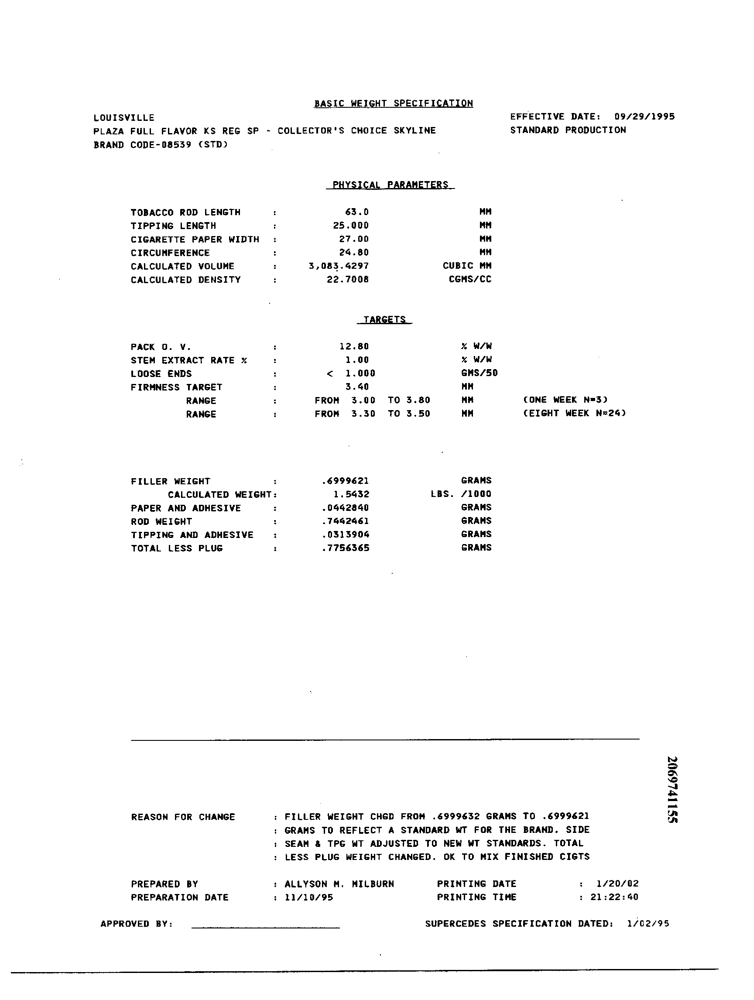 BASIC WEIGHT SPECIFICATION
LOUISVILLE EFFECTIVE DATE: 09/29/1995
PLAZA FULL FLAVOR KS REG SP - COLLECTOR'S CHOICE SKYLINE STANDARD PRODUCTION
BRAND CODE-08539 (STD)
PHYSICAL PARAMETERS
TOBACCO ROD LENGTH : 63.0 MM
TIPPING LENGTH : 25.000 MM
CIGARETTE PAPER WIDTH : 27.00 MM
CIRCUMFERENCE : 24.80 MM
CALCULATED VOLUME : 3,083.4297 CUBIC MM
CALCULATED DENSITY : 22.7008 CGMS/CC
TARGETS
PACK O. V. : 12.80 % W/W
STEM EXTRACT RATE % : 1.00 % W/W
LOOSE ENDS : < 1.000 GMS/50
FIRMNESS TARGET : 3.40 MM
RANGE : FROM 3.00 TO 3.80 MM (ONE WEEK N=3)
RANGE : FROM 3.30 TO 3.50 MM (EIGHT WEEK N=24)
FILLER WEIGHT : .6999621 GRAMS
CALCULATED WEIGHT: 1.5432 LBS. /1000
PAPER AND ADHESIVE : .0442840 GRAMS
ROD WEIGHT : .7442461 GRAMS
TIPPING AND ADHESIVE : .0313904 GRAMS
TOTAL LESS PLUG : .7756365 GRAMS
2069741155
REASON FOR CHANGE : FILLER WEIGHT CHGD FROM .6999632 GRAMS TO .6999621
: GRAMS TO REFLECT A STANDARD WT FOR THE BRAND. SIDE
: SEAM & TPG WT ADJUSTED TO NEW WT STANDARDS. TOTAL
: LESS PLUG WEIGHT CHANGED. OK TO MIX FINISHED CIGTS
PREPARED BY : ALLYSON M. MILBURN PRINTING DATE : 1/20/02
PREPARATION DATE : 11/10/95 PRINTING TIME : 21:22:40
APPROVED BY: SUPERCEDES SPECIFICATION DATED: 1/02/95